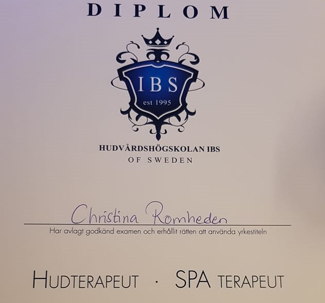 DIPLOM
IBS
est 1995
HUDVÅRDSHÖGSKOLAN IBS
OF SWEDEN
Christina Romheden
Har avlagt godkänd examen och erhållit rätten att använda yrkestiteln
HUDTERAPEUT · SPA TERAPEUT